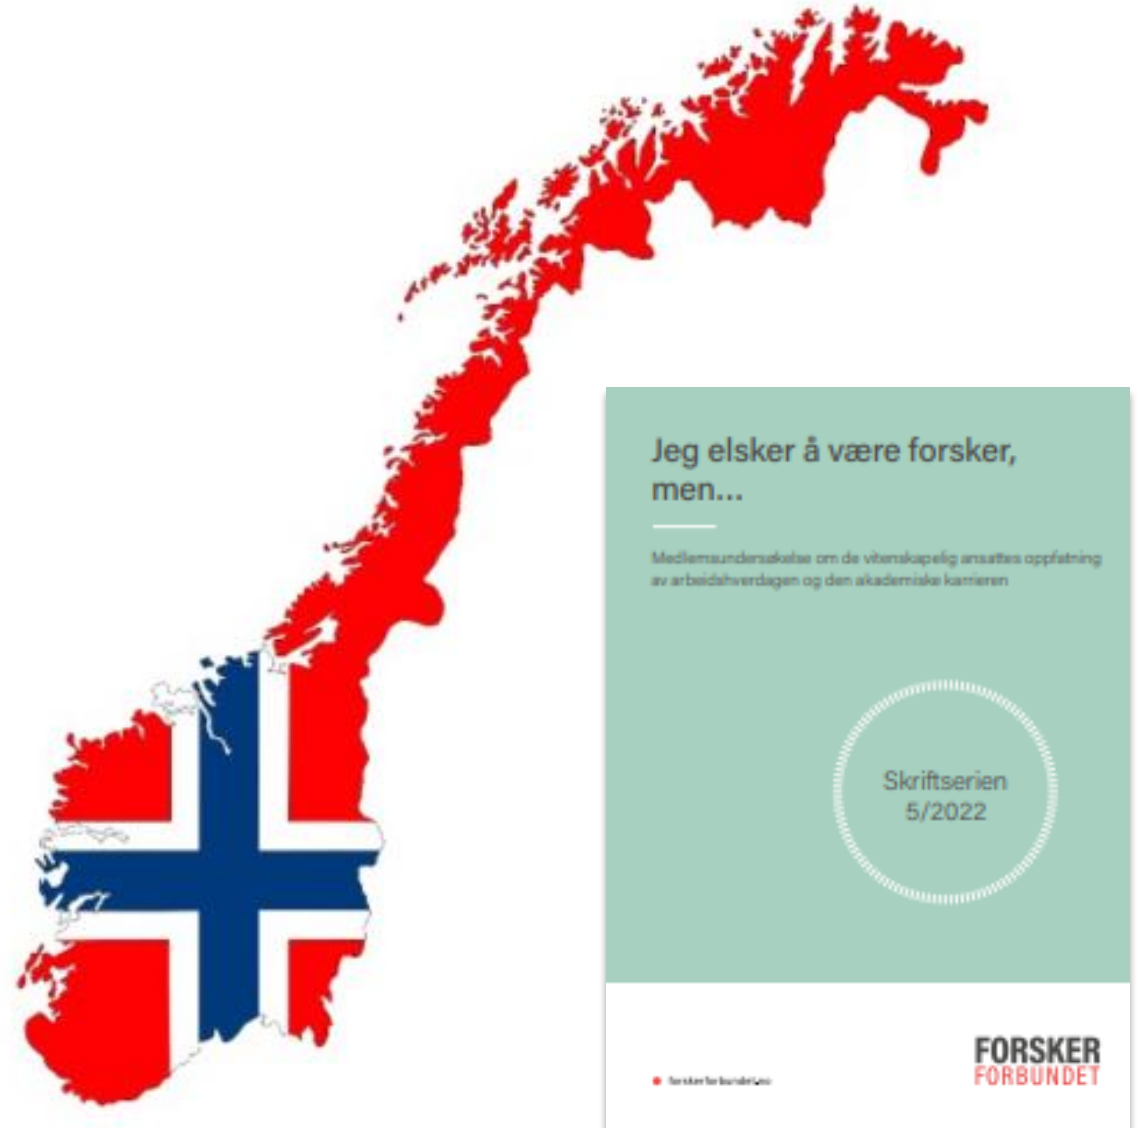 Jeg elsker å være forsker,
men...
Medlemsundersøkelse om de vitenskapelig ansattes oppfatning
av arbeidshverdagen og den akademiske karrieren
Skriftserien
5/2022
FORSKER
FORBUNDET
forskerforbundet.no